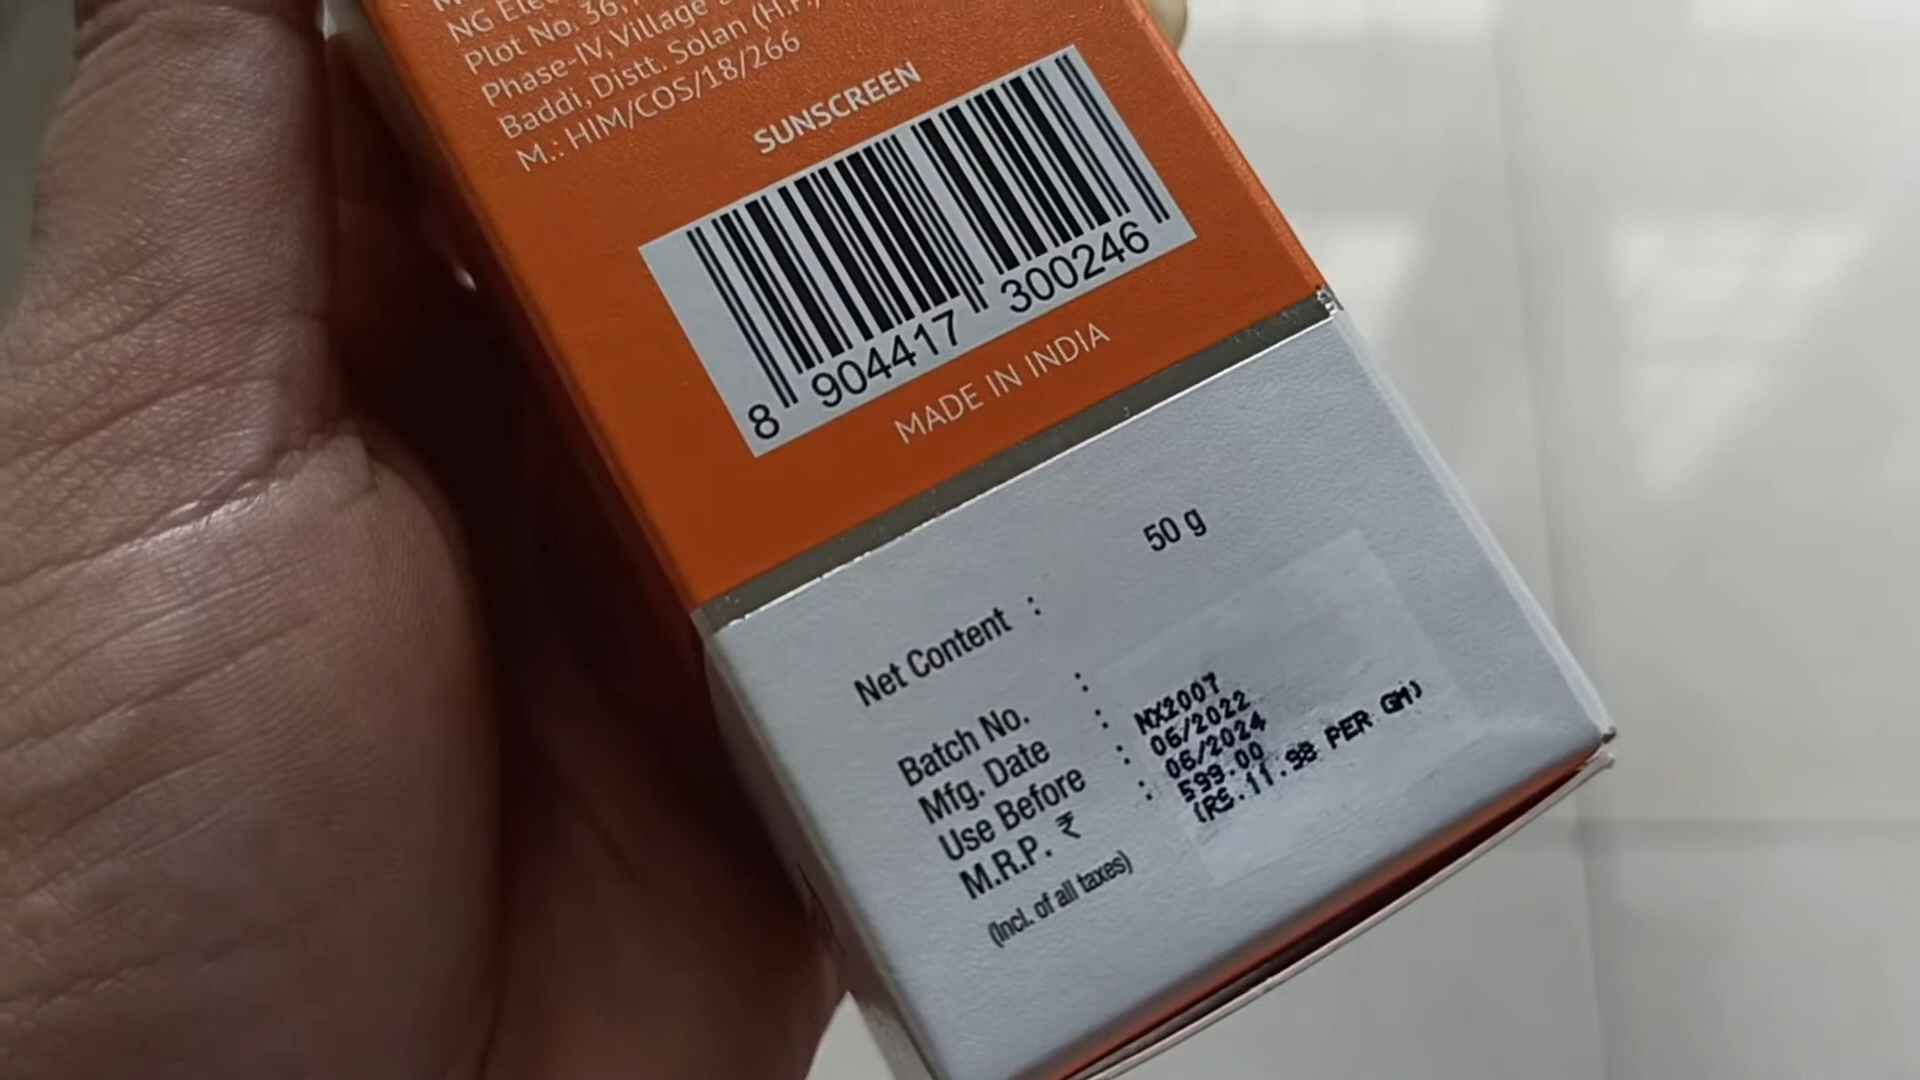 NG Elec
Plot No. 36,
Phase-IV, Village
Baddi, Distt. Solan (H.P.)
M.: HIM/COS/18/266
SUNSCREEN
8 904417 300246
MADE IN INDIA
Net Content : 50 g
Batch No. : NX2007
Mfg. Date : 06/2022
Use Before : 06/2024
M.R.P. ₹ : 599.00
(Incl. of all taxes) (RS.11.98 PER GM)